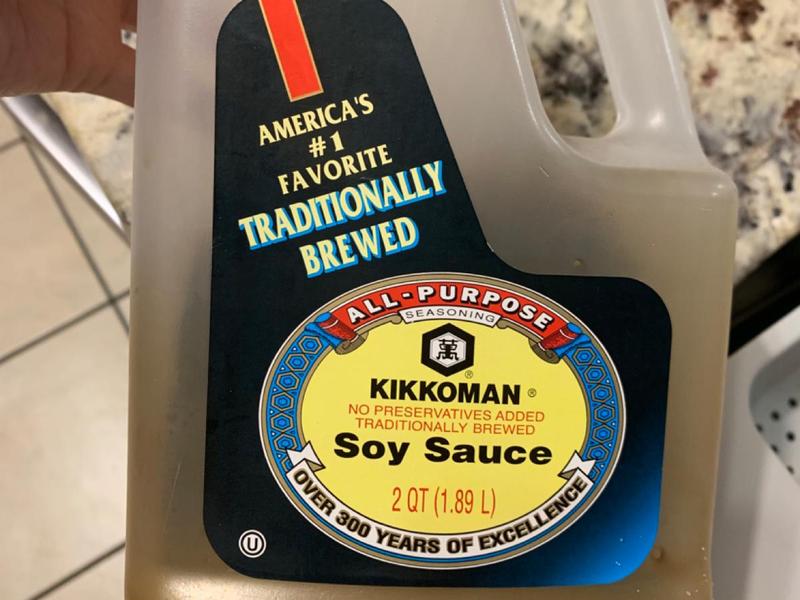 AMERICA'S
#1
FAVORITE
TRADITIONALLY
BREWED
ALL-PURPOSE
SEASONING
萬
®
KIKKOMAN ®
NO PRESERVATIVES ADDED
TRADITIONALLY BREWED
Soy Sauce
2 QT (1.89 L)
OVER 300 YEARS OF EXCELLENCE
U